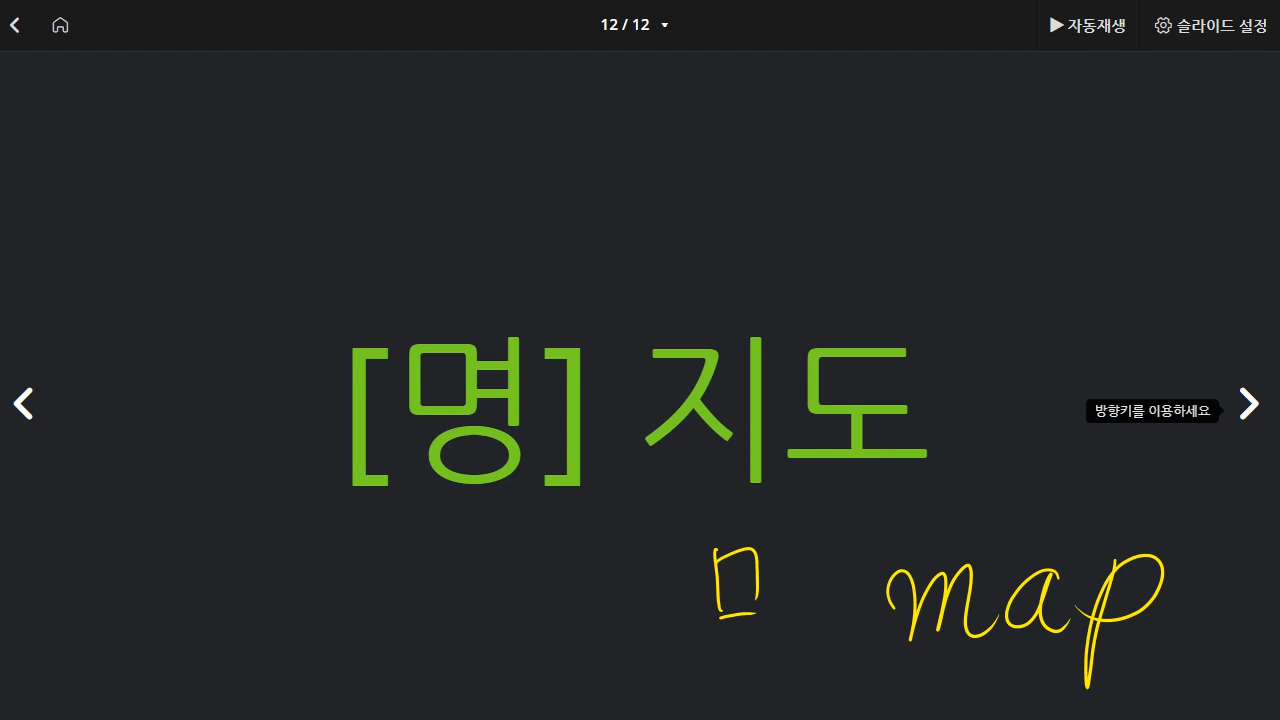 12 / 12
자동재생
슬라이드 설정
[명] 지도
방향키를 이용하세요
ㅁ map